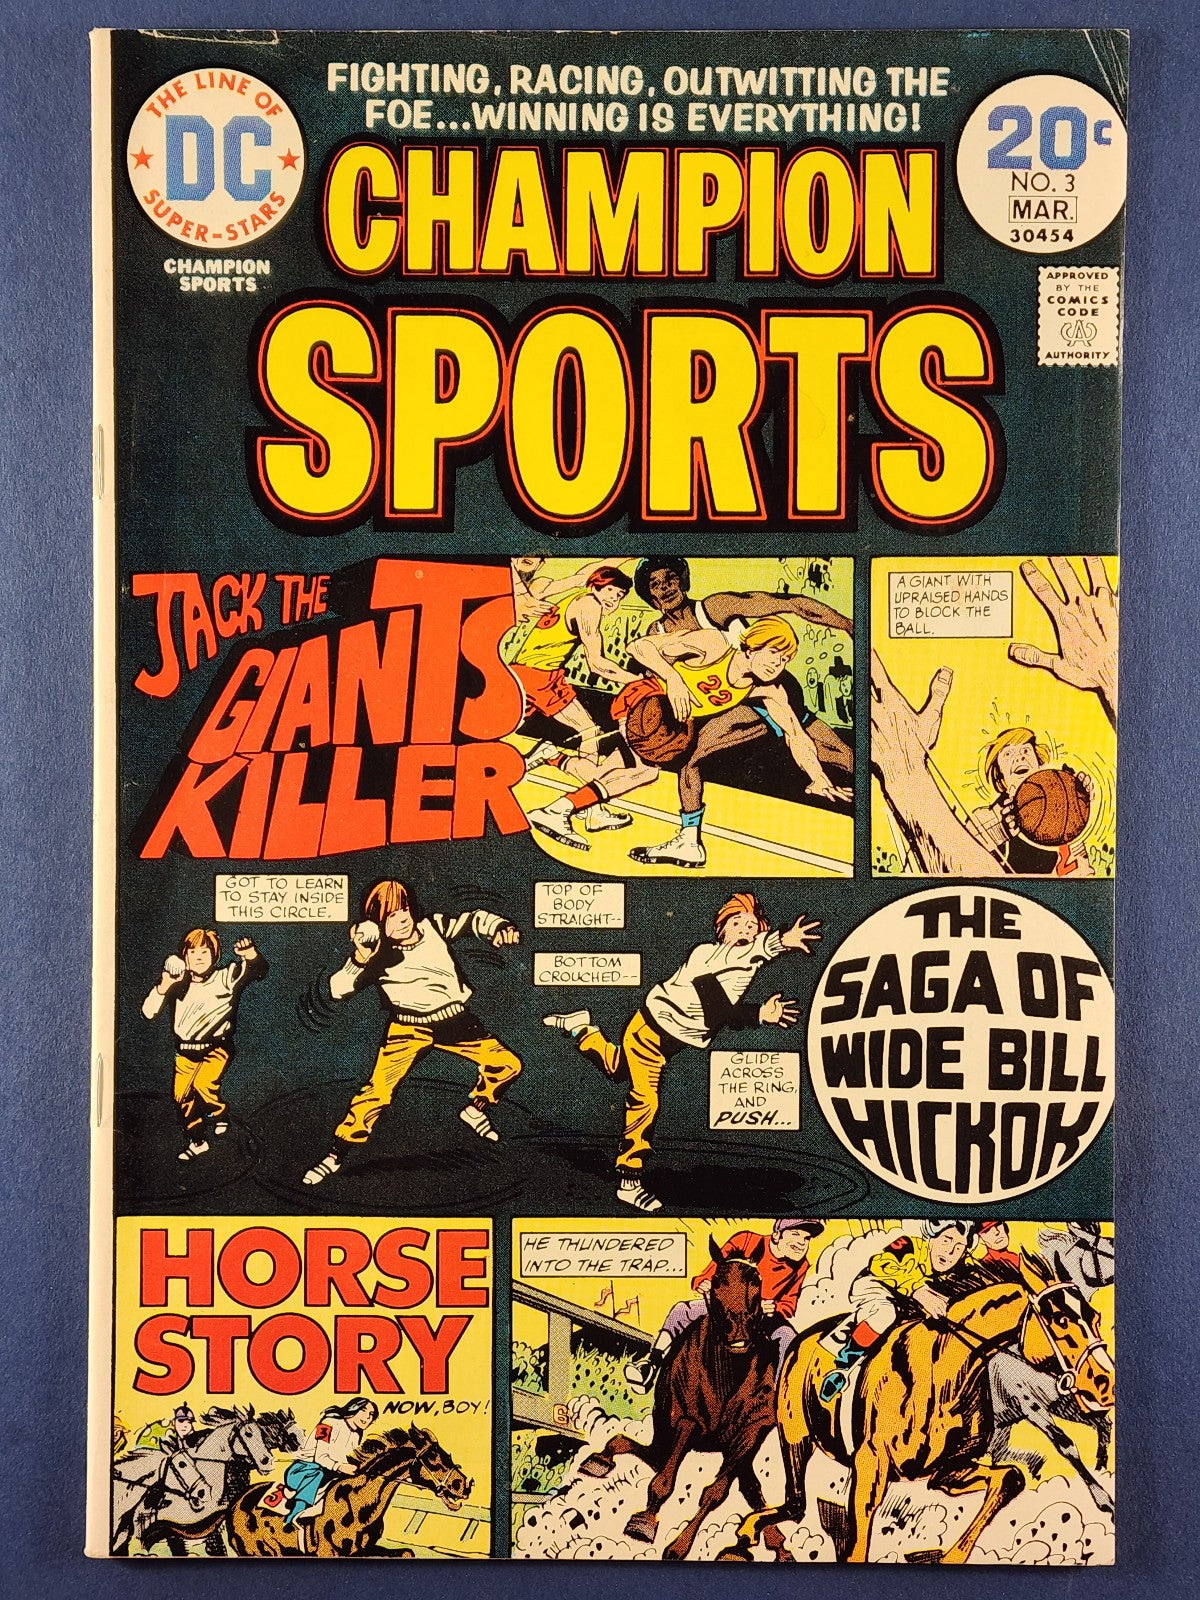 THE LINE OF
DC
SUPER-STARS
CHAMPION
SPORTS
FIGHTING, RACING, OUTWITTING THE
FOE...WINNING IS EVERYTHING!
20¢
NO. 3
MAR.
30454
APPROVED
BY THE
COMICS
CODE
CA
AUTHORITY
CHAMPION
SPORTS
JACK THE
GIANTS
KILLER
22
A GIANT WITH
UPRAISED HANDS
TO BLOCK THE
BALL.
GOT TO LEARN
TO STAY INSIDE
THIS CIRCLE.
TOP OF
BODY
STRAIGHT--
BOTTOM
CROUCHED--
GLIDE
ACROSS
THE RING,
AND
PUSH...
THE
SAGA OF
WIDE BILL
HICKOK
HORSE
STORY
NOW, BOY!
3
3
HE THUNDERED
INTO THE TRAP...